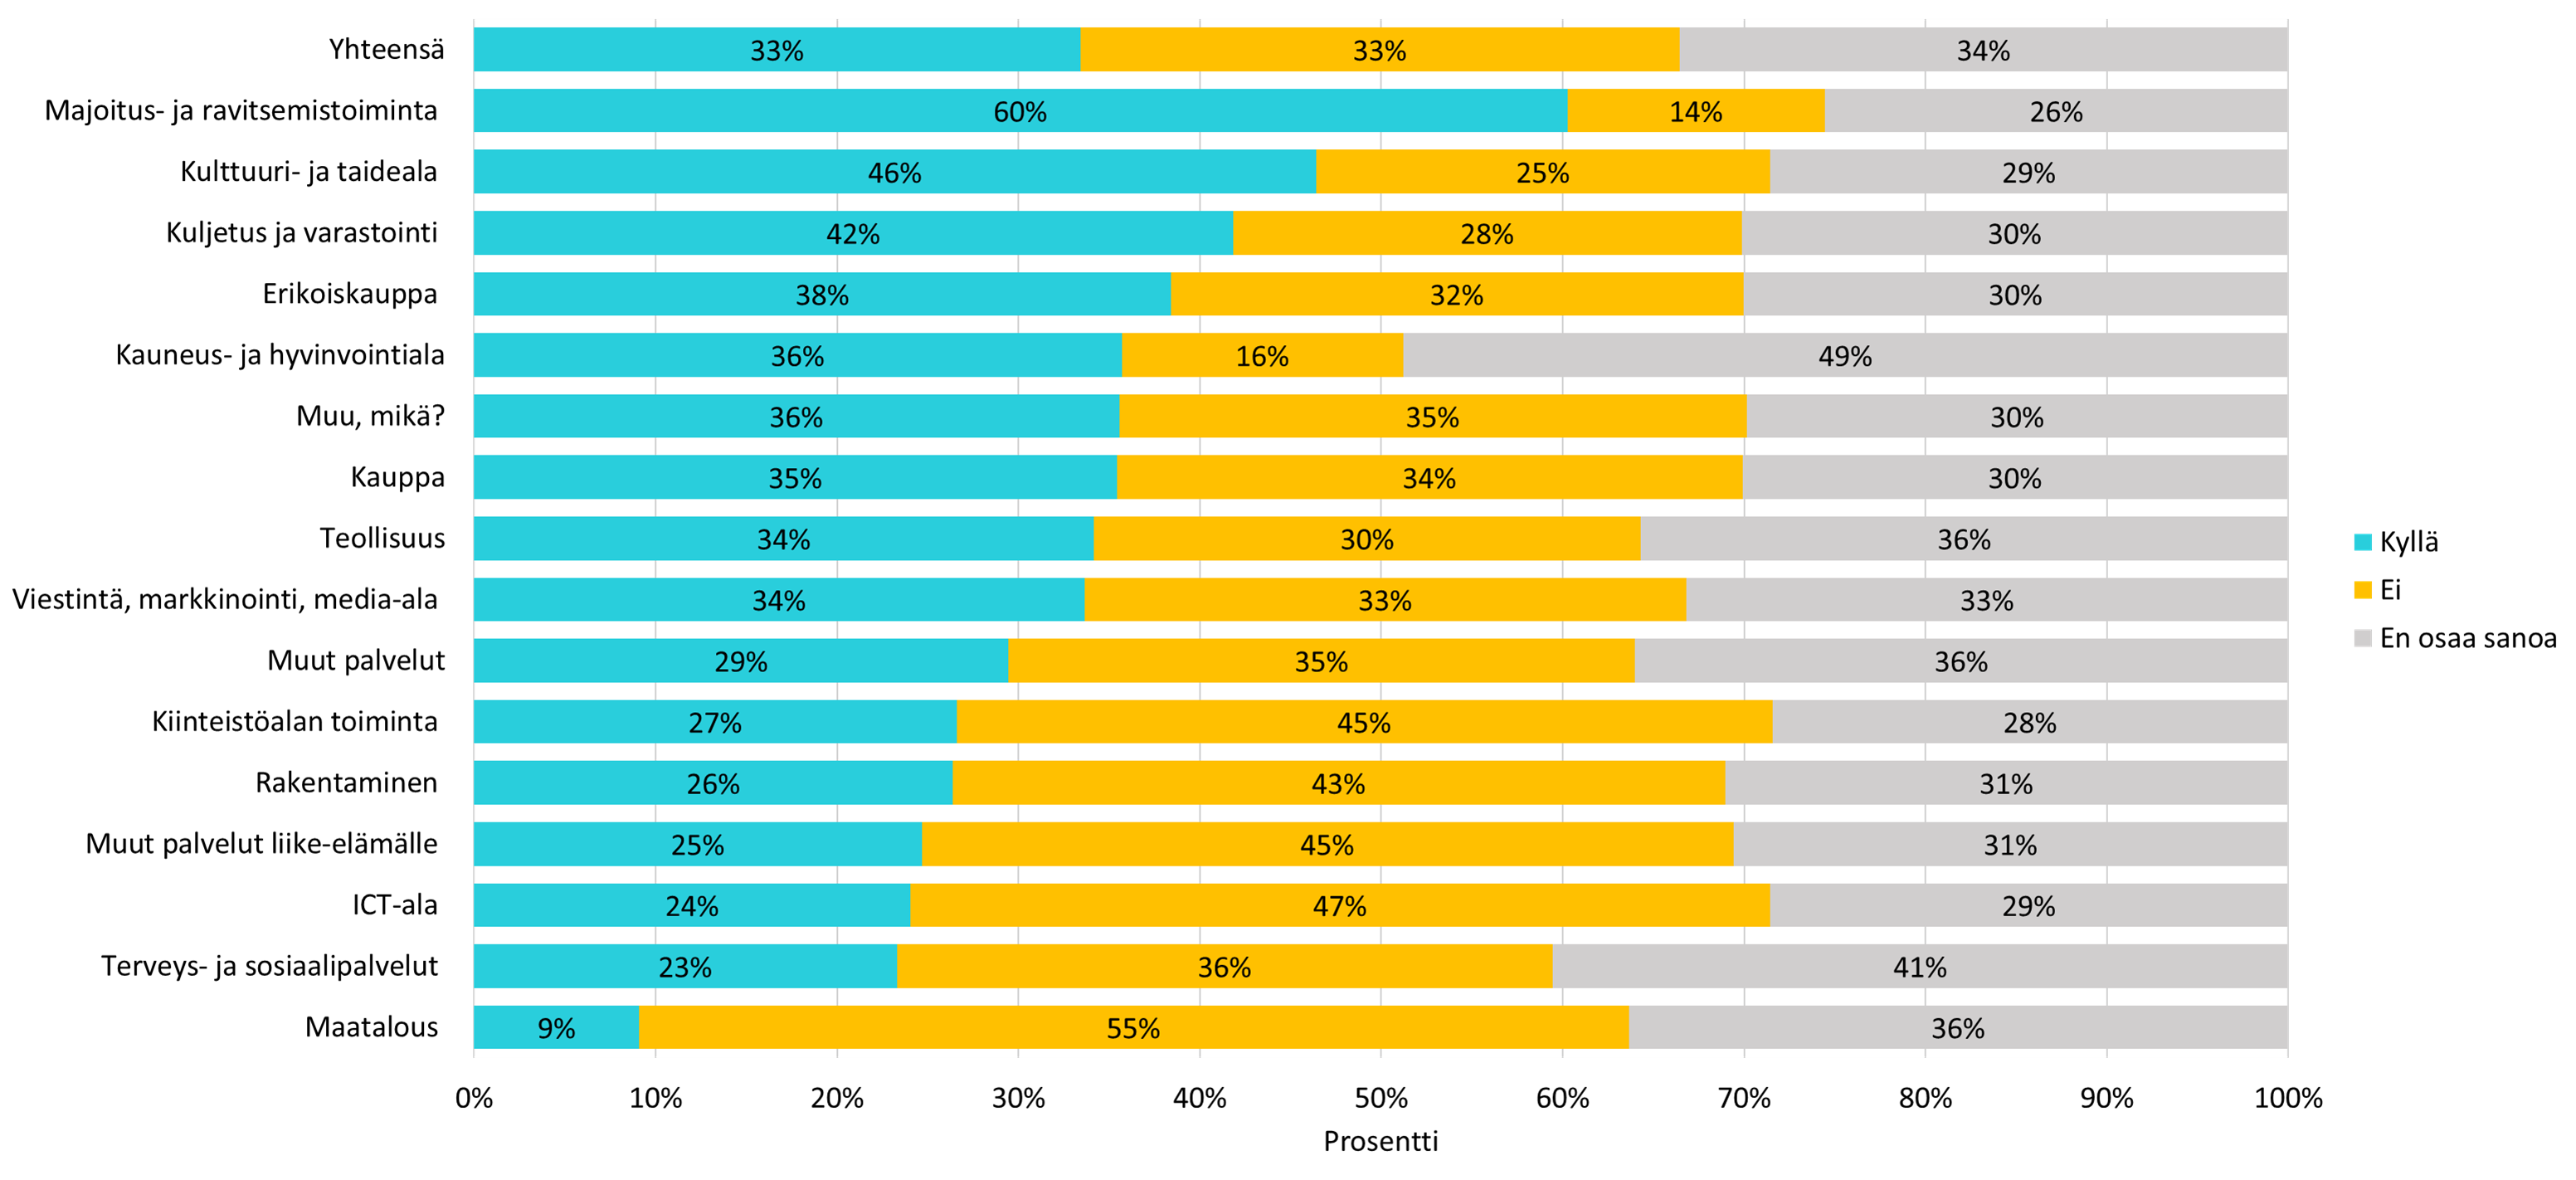 Yhteensä 33% 33% 34%
Majoitus- ja ravitsemistoiminta 60% 14% 26%
Kulttuuri- ja taideala 46% 25% 29%
Kuljetus ja varastointi 42% 28% 30%
Erikoiskauppa 38% 32% 30%
Kauneus- ja hyvinvointiala 36% 16% 49%
Muu, mikä? 36% 35% 30%
Kauppa 35% 34% 30%
Teollisuus 34% 30% 36%
Viestintä, markkinointi, media-ala 34% 33% 33%
Muut palvelut 29% 35% 36%
Kiinteistöalan toiminta 27% 45% 28%
Rakentaminen 26% 43% 31%
Muut palvelut liike-elämälle 25% 45% 31%
ICT-ala 24% 47% 29%
Terveys- ja sosiaalipalvelut 23% 36% 41%
Maatalous 9% 55% 36%
0% 10% 20% 30% 40% 50% 60% 70% 80% 90% 100%
Prosentti
Kyllä
Ei
En osaa sanoa